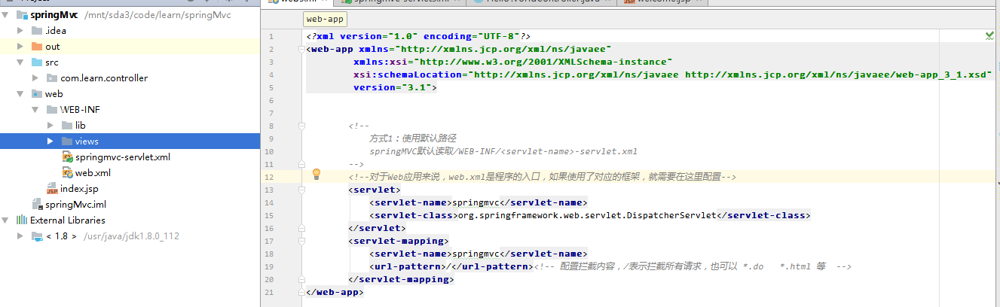 springMvc /mnt/sda3/code/learn/springMvc
.idea
out
src
com.learn.controller
web
WEB-INF
lib
views
springmvc-servlet.xml
web.xml
index.jsp
springMvc.iml
External Libraries
< 1.8 > /usr/java/jdk1.8.0_112
web-app
1 <?xml version="1.0" encoding="UTF-8"?>
2 <web-app xmlns="http://xmlns.jcp.org/xml/ns/javaee"
3 xmlns:xsi="http://www.w3.org/2001/XMLSchema-instance"
4 xsi:schemaLocation="http://xmlns.jcp.org/xml/ns/javaee http://xmlns.jcp.org/xml/ns/javaee/web-app_3_1.xsd"
5 version="3.1">
6
7
8 <!--
9 方式1：使用默认路径
10 springMVC默认读取/WEB-INF/<servlet-name>-servlet.xml
11 -->
12 <!--对于Web应用来说，web.xml是程序的入口，如果使用了对应的框架，就需要在这里配置-->
13 <servlet>
14 <servlet-name>springmvc</servlet-name>
15 <servlet-class>org.springframework.web.servlet.DispatcherServlet</servlet-class>
16 </servlet>
17 <servlet-mapping>
18 <servlet-name>springmvc</servlet-name>
19 <url-pattern>/</url-pattern><!-- 配置拦截内容，/表示拦截所有请求，也可以 *.do *.html 等 -->
20 </servlet-mapping>
21 </web-app>